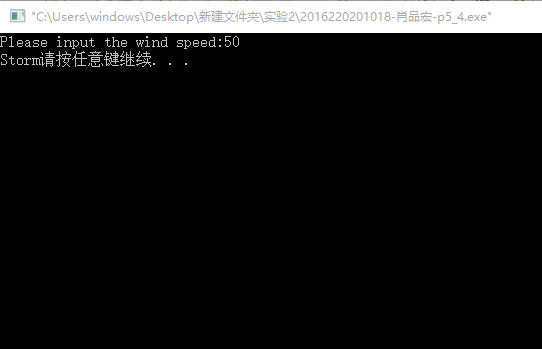 "C:\Users\windows\Desktop\新建文件夹\实验2\2016220201018-肖品宏-p5_4.exe"
Please input the wind speed:50
Storm请按任意键继续. . .